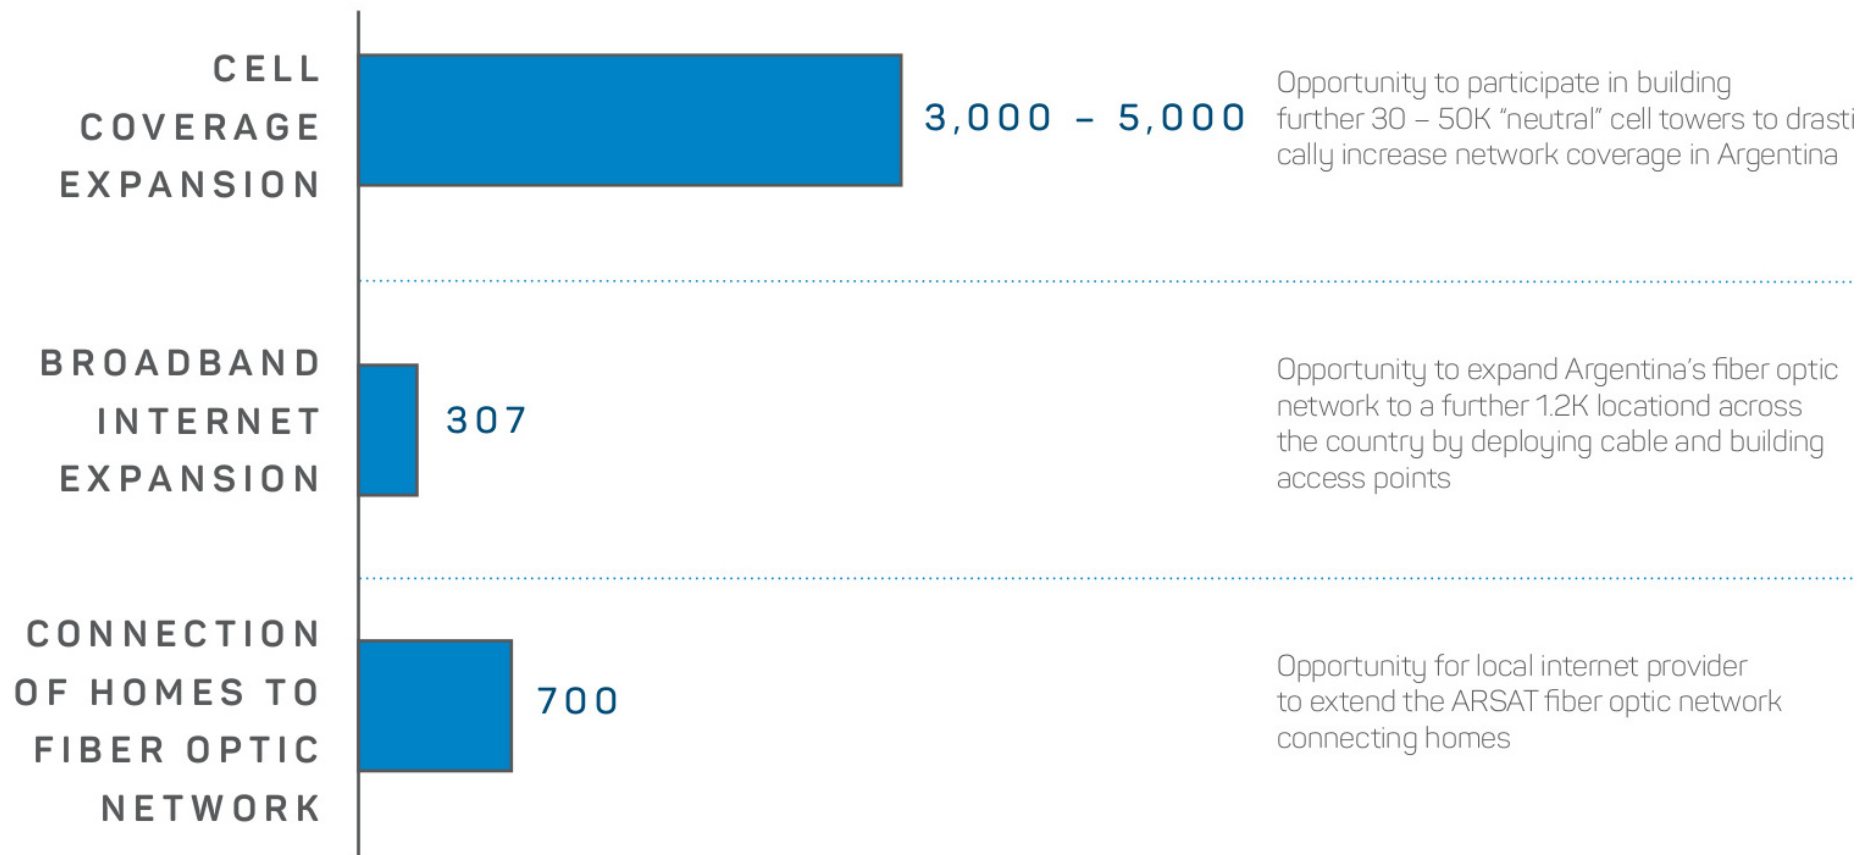 CELL
COVERAGE
EXPANSION
3,000 – 5,000
Opportunity to participate in building
further 30 – 50K “neutral” cell towers to drasti
cally increase network coverage in Argentina
BROADBAND
INTERNET
EXPANSION
307
Opportunity to expand Argentina’s fiber optic
network to a further 1.2K locationd across
the country by deploying cable and building
access points
CONNECTION
OF HOMES TO
FIBER OPTIC
NETWORK
700
Opportunity for local internet provider
to extend the ARSAT fiber optic network
connecting homes